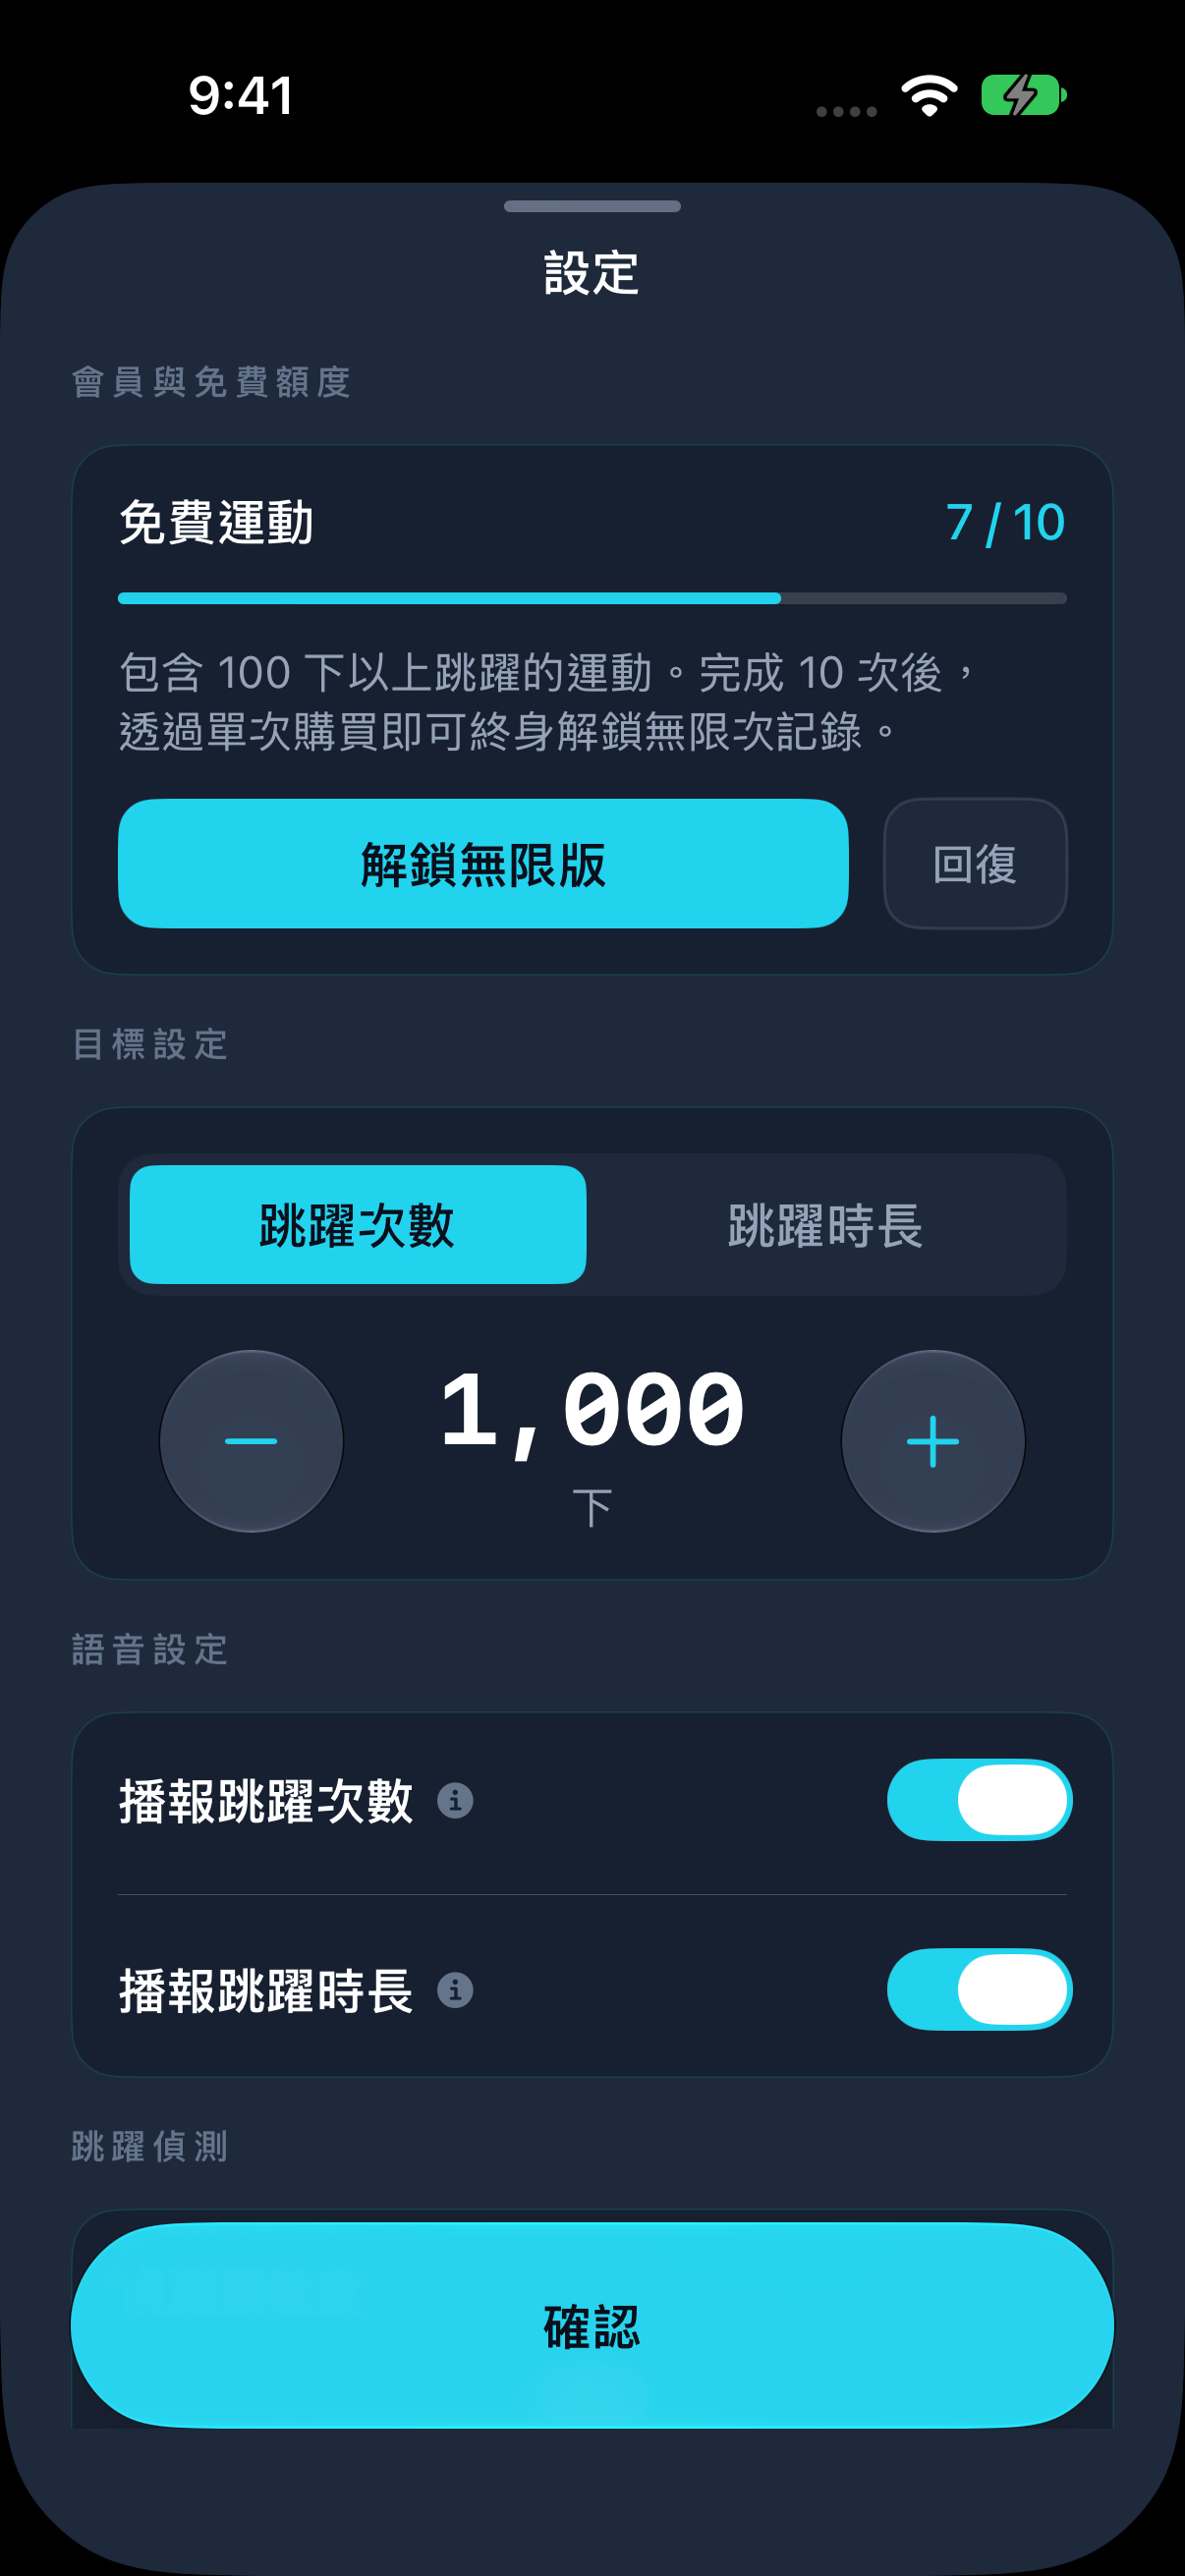 9:41
設定
會員與免費額度
免費運動
7 / 10
包含 100 下以上跳躍的運動。完成 10 次後，
透過單次購買即可終身解鎖無限次記錄。
解鎖無限版
回復
目標設定
跳躍次數
跳躍時長
1,000
下
語音設定
播報跳躍次數
播報跳躍時長
跳躍偵測
確認